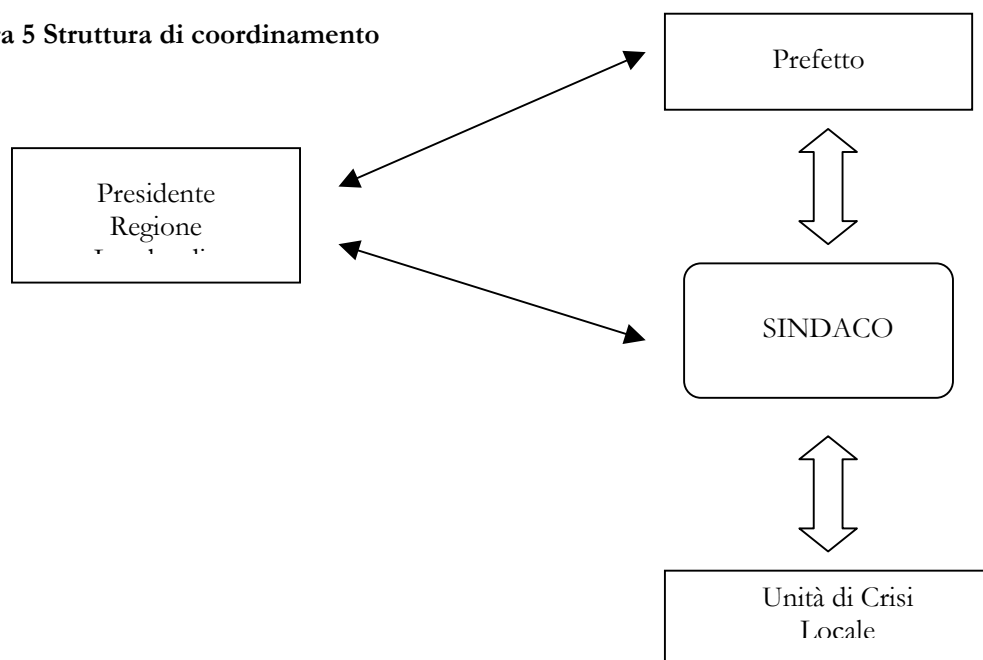 a 5 Struttura di coordinamento
Prefetto
Presidente
Regione
SINDACO
Unità di Crisi
Locale